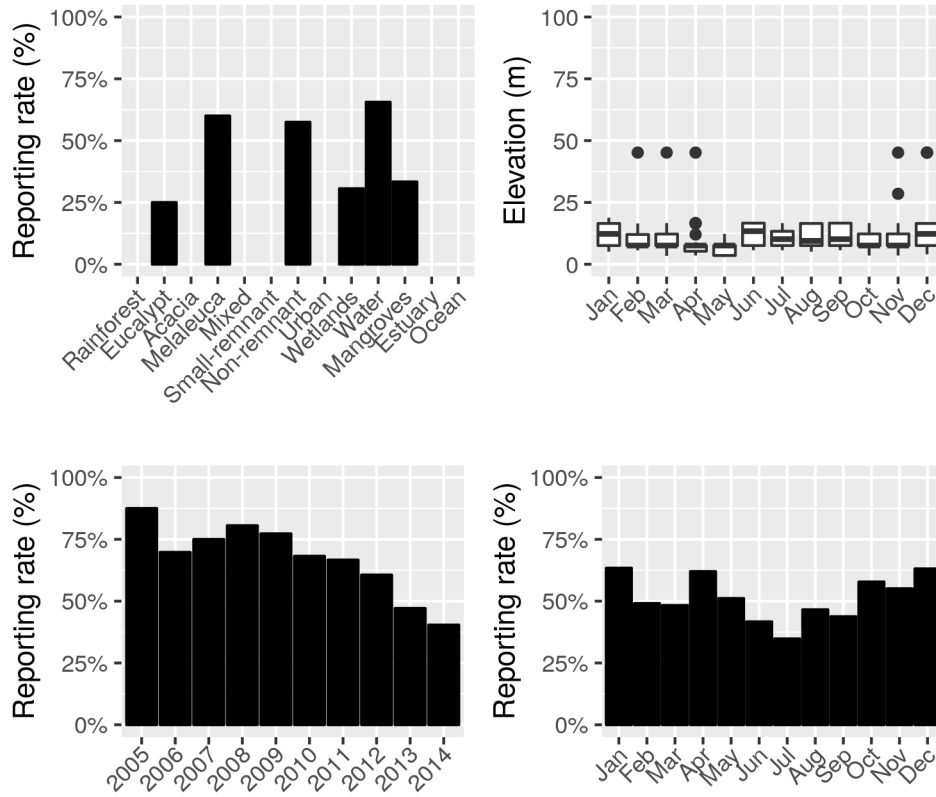 Reporting rate (%)
100%
75%
50%
25%
0%
Rainforest
Eucalypt
Acacia
Melaleuca
Mixed
Small-remnant
Non-remnant
Urban
Wetlands
Water
Mangroves
Estuary
Ocean
Elevation (m)
100
75
50
25
0
Jan
Feb
Mar
Apr
May
Jun
Jul
Aug
Sep
Oct
Nov
Dec
Reporting rate (%)
100%
75%
50%
25%
0%
2005
2006
2007
2008
2009
2010
2011
2012
2013
2014
Reporting rate (%)
100%
75%
50%
25%
0%
Jan
Feb
Mar
Apr
May
Jun
Jul
Aug
Sep
Oct
Nov
Dec